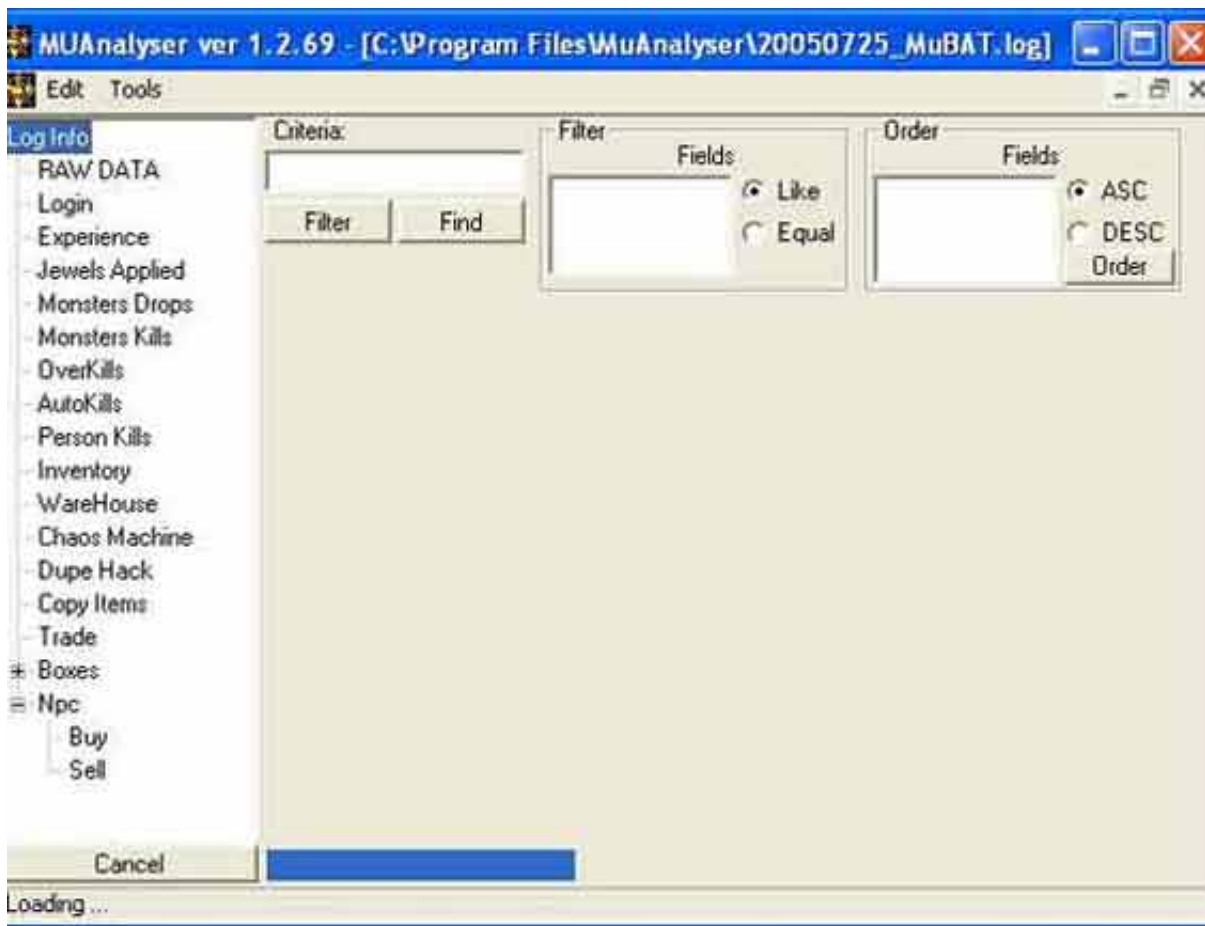 MUAnalyser ver 1.2.69 - [C:\Program Files\MuAnalyser\20050725_MuBAT.log]
Edit Tools
Log Info
RAW DATA
Login
Experience
Jewels Applied
Monsters Drops
Monsters Kills
OverKills
AutoKills
Person Kills
Inventory
WareHouse
Chaos Machine
Dupe Hack
Copy Items
Trade
Boxes
Npc
Buy
Sell
Cancel
Criteria:
Filter Find
Filter
Fields
Like
Equal
Order
Fields
ASC
DESC
Order
Loading ...